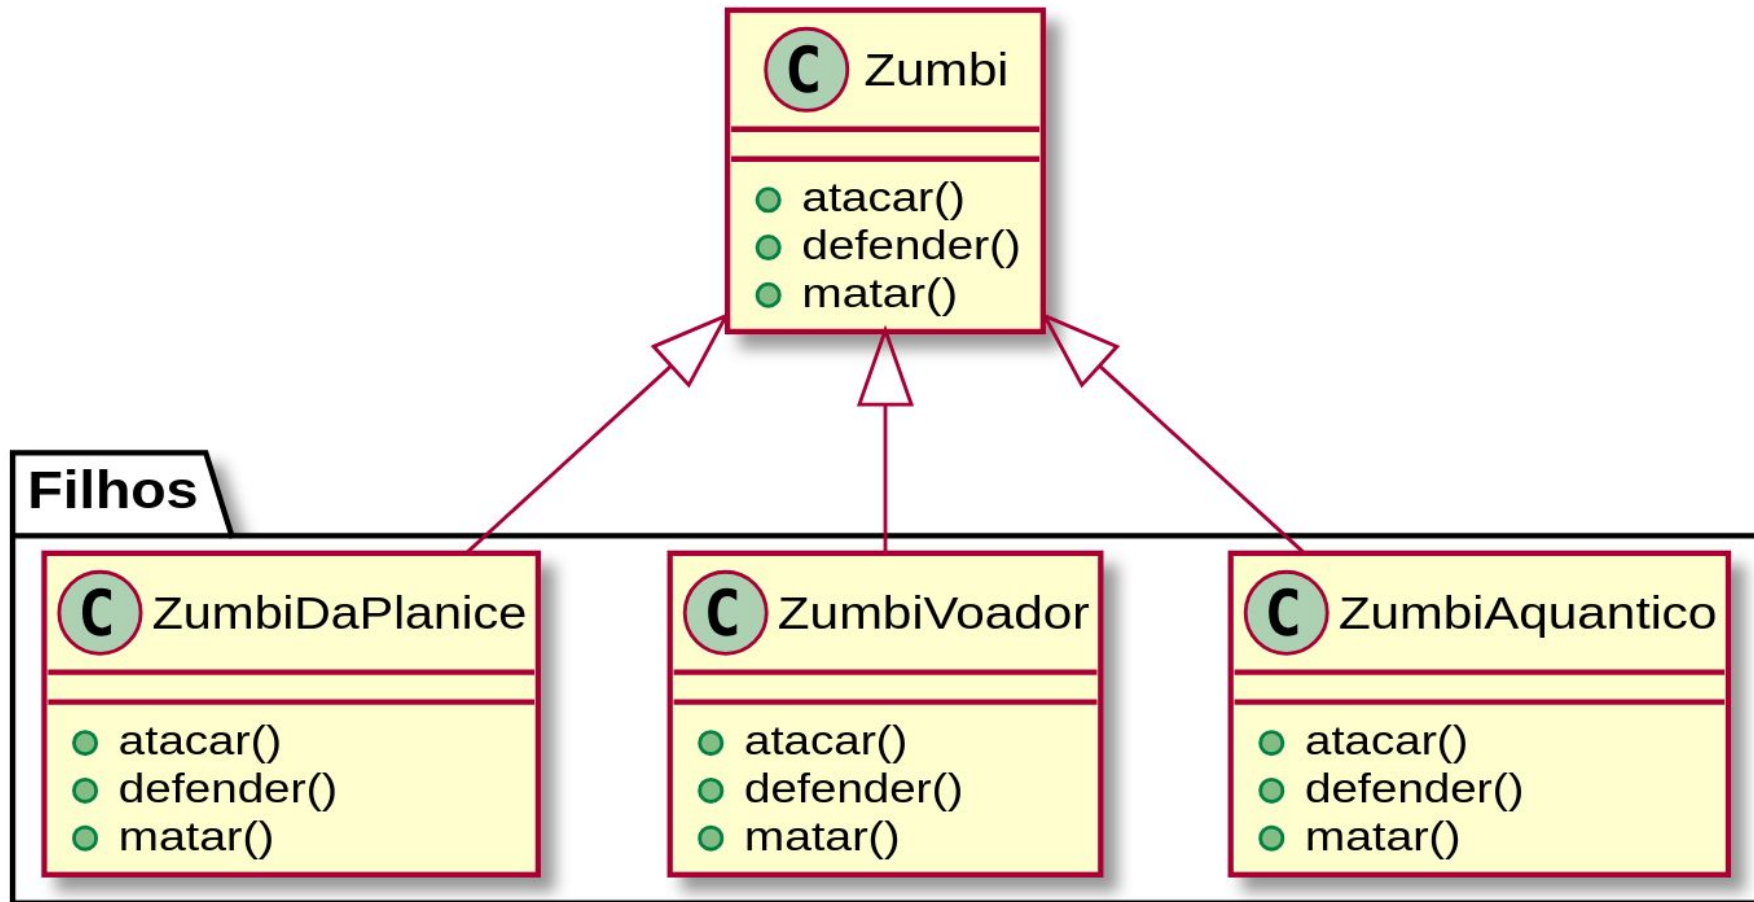 C Zumbi
atacar()
defender()
matar()
Filhos
C ZumbiDaPlanice
atacar()
defender()
matar()
C ZumbiVoador
atacar()
defender()
matar()
C ZumbiAquantico
atacar()
defender()
matar()